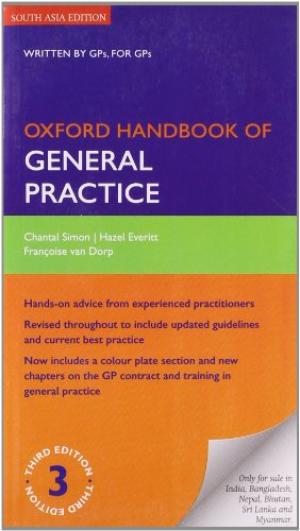 SOUTH ASIA EDITION
WRITTEN BY GPs, FOR GPs
OXFORD HANDBOOK OF
GENERAL
PRACTICE
Chantal Simon | Hazel Everitt
Françoise van Dorp
Hands-on advice from experienced practitioners
Revised throughout to include updated guidelines
and current best practice
Now includes a colour plate section and new
chapters on the GP contract and training in
general practice
THIRD EDITION
3
THIRD EDITION
Only for sale in
India, Bangladesh,
Nepal, Bhutan,
Sri Lanka and
Myanmar.